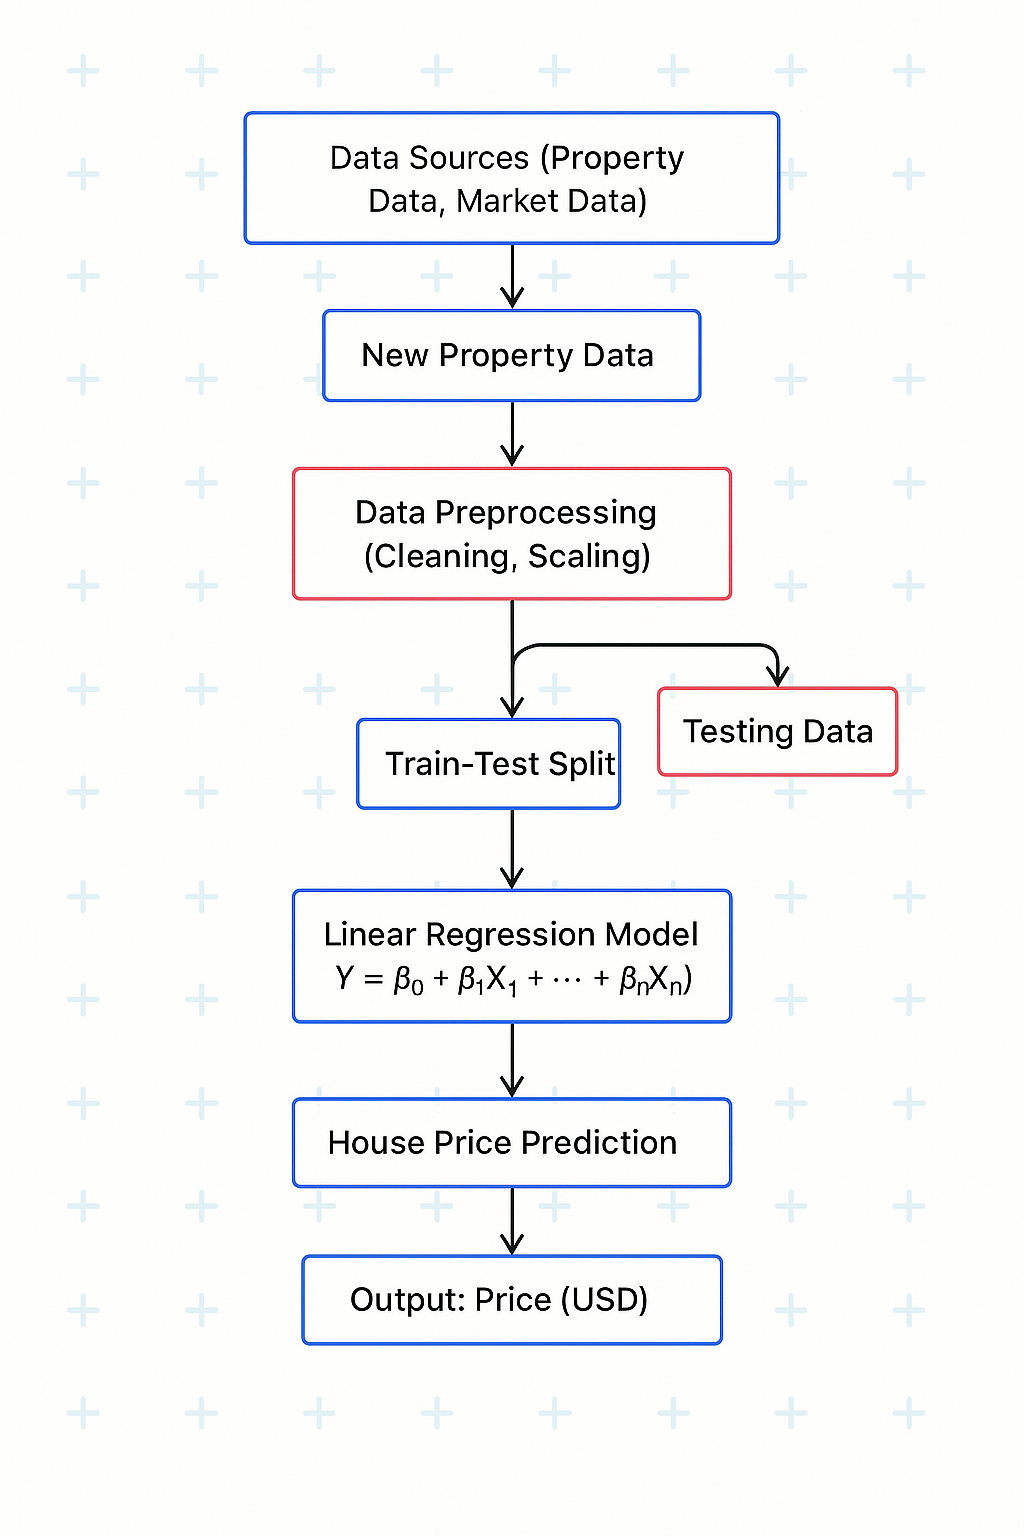 Data Sources (Property
Data, Market Data)
New Property Data
Data Preprocessing
(Cleaning, Scaling)
Testing Data
Train-Test Split
Linear Regression Model
Y = β₀ + β₁X₁ + ⋯ + βₙXₙ)
House Price Prediction
Output: Price (USD)